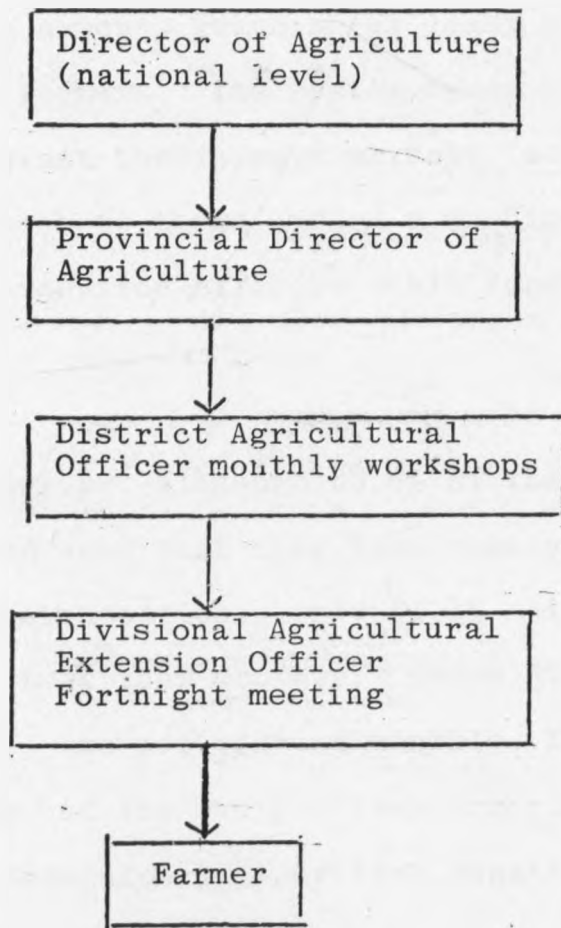 Director of Agriculture
(national level)
Provincial Director of
Agriculture
District Agricultural
Officer monthly workshops
Divisional Agricultural
Extension Officer
Fortnight meeting
Farmer